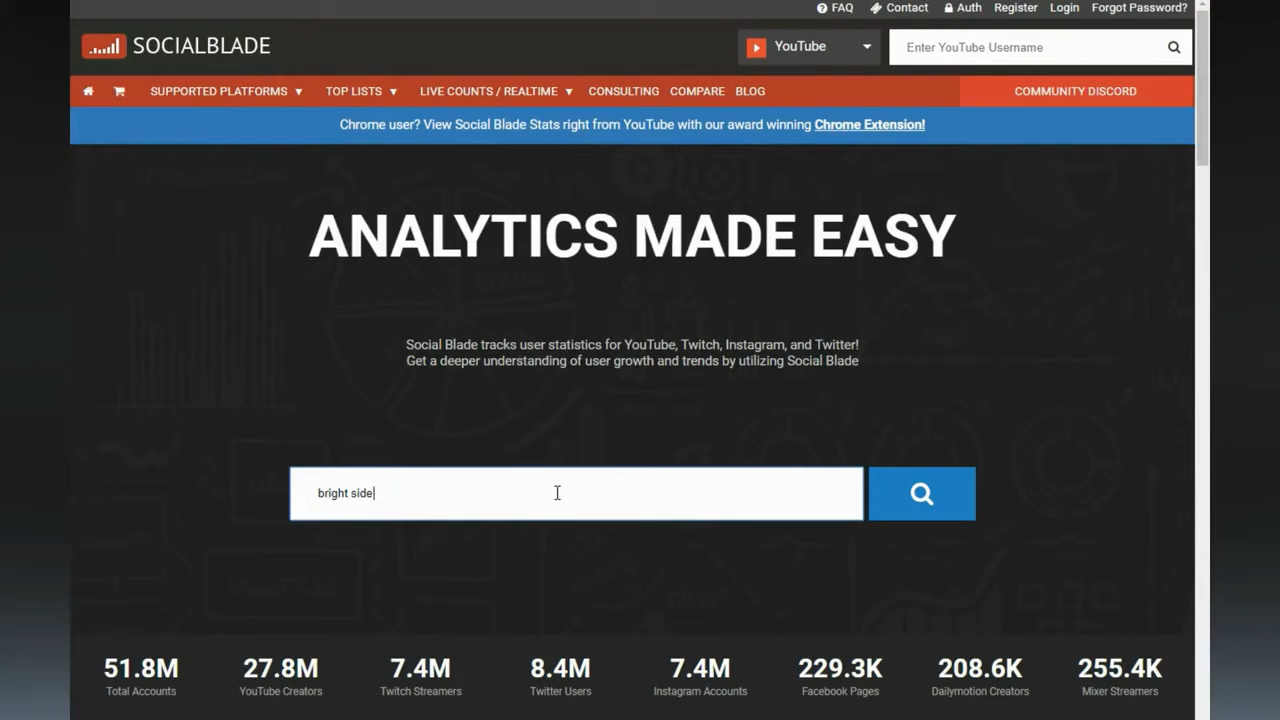 FAQ Contact Auth Register Login Forgot Password?
SOCIALBLADE
YouTube
Enter YouTube Username
SUPPORTED PLATFORMS TOP LISTS LIVE COUNTS / REALTIME CONSULTING COMPARE BLOG COMMUNITY DISCORD
Chrome user? View Social Blade Stats right from YouTube with our award winning Chrome Extension!
ANALYTICS MADE EASY
Social Blade tracks user statistics for YouTube, Twitch, Instagram, and Twitter!
Get a deeper understanding of user growth and trends by utilizing Social Blade
bright side
51.8M 27.8M 7.4M 8.4M 7.4M 229.3K 208.6K 255.4K
Total Accounts YouTube Creators Twitch Streamers Twitter Users Instagram Accounts Facebook Pages Dailymotion Creators Mixer Streamers